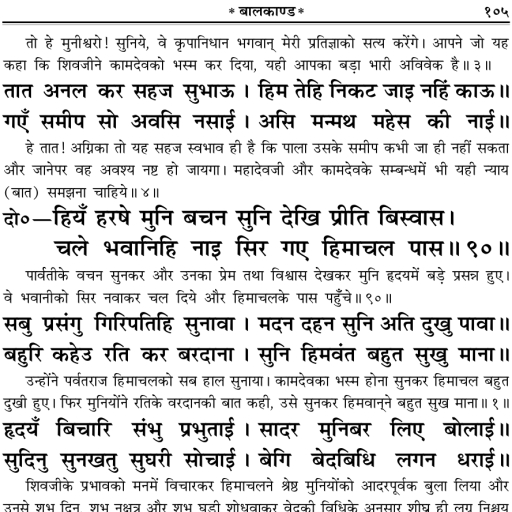 * बालकाण्ड * १०५
तो हे मुनीश्वरो! सुनिये, वे कृपानिधान भगवान् मेरी प्रतिज्ञाको सत्य करेंगे। आपने जो यह
कहा कि शिवजीने कामदेवको भस्म कर दिया, यही आपका बड़ा भारी अविवेक है॥ ३॥
तात अनल कर सहज सुभाऊ। हिम तेहि निकट जाइ नहिं काऊ॥
गएँ समीप सो अवसि नसाई। असि मन्मथ महेस की नाई॥
हे तात! अग्निका तो यह सहज स्वभाव ही है कि पाला उसके समीप कभी जा ही नहीं सकता
और जानेपर वह अवश्य नष्ट हो जायगा। महादेवजी और कामदेवके सम्बन्धमें भी यही न्याय
(बात) समझना चाहिये॥ ४॥
दो०—हियँ हरषे मुनि बचन सुनि देखि प्रीति बिस्वास।
चले भवानिहि नाइ सिर गए हिमाचल पास॥ ९०॥
पार्वतीके वचन सुनकर और उनका प्रेम तथा विश्वास देखकर मुनि हृदयमें बड़े प्रसन्न हुए।
वे भवानीको सिर नवाकर चल दिये और हिमाचलके पास पहुँचे॥ ९०॥
सबु प्रसंगु गिरिपतिहि सुनावा। मदन दहन सुनि अति दुखु पावा॥
बहुरि कहेउ रति कर बरदाना। सुनि हिमवंत बहुत सुखु माना॥
उन्होंने पर्वतराज हिमाचलको सब हाल सुनाया। कामदेवका भस्म होना सुनकर हिमाचल बहुत
दुखी हुए। फिर मुनियोंने रतिके वरदानकी बात कही, उसे सुनकर हिमवान्‌ने बहुत सुख माना॥ १॥
हृदयँ बिचारि संभु प्रभुताई। सादर मुनिबर लिए बोलाई॥
सुदिनु सुनखतु सुघरी सोचाई। बेगि बेदबिधि लगन धराई॥
शिवजीके प्रभावको मनमें विचारकर हिमाचलने श्रेष्ठ मुनियोंको आदरपूर्वक बुला लिया और
उनसे शुभ दिन, शुभ नक्षत्र और शुभ घड़ी शोधवाकर वेदकी विधिके अनुसार शीघ्र ही लग्न निश्चय